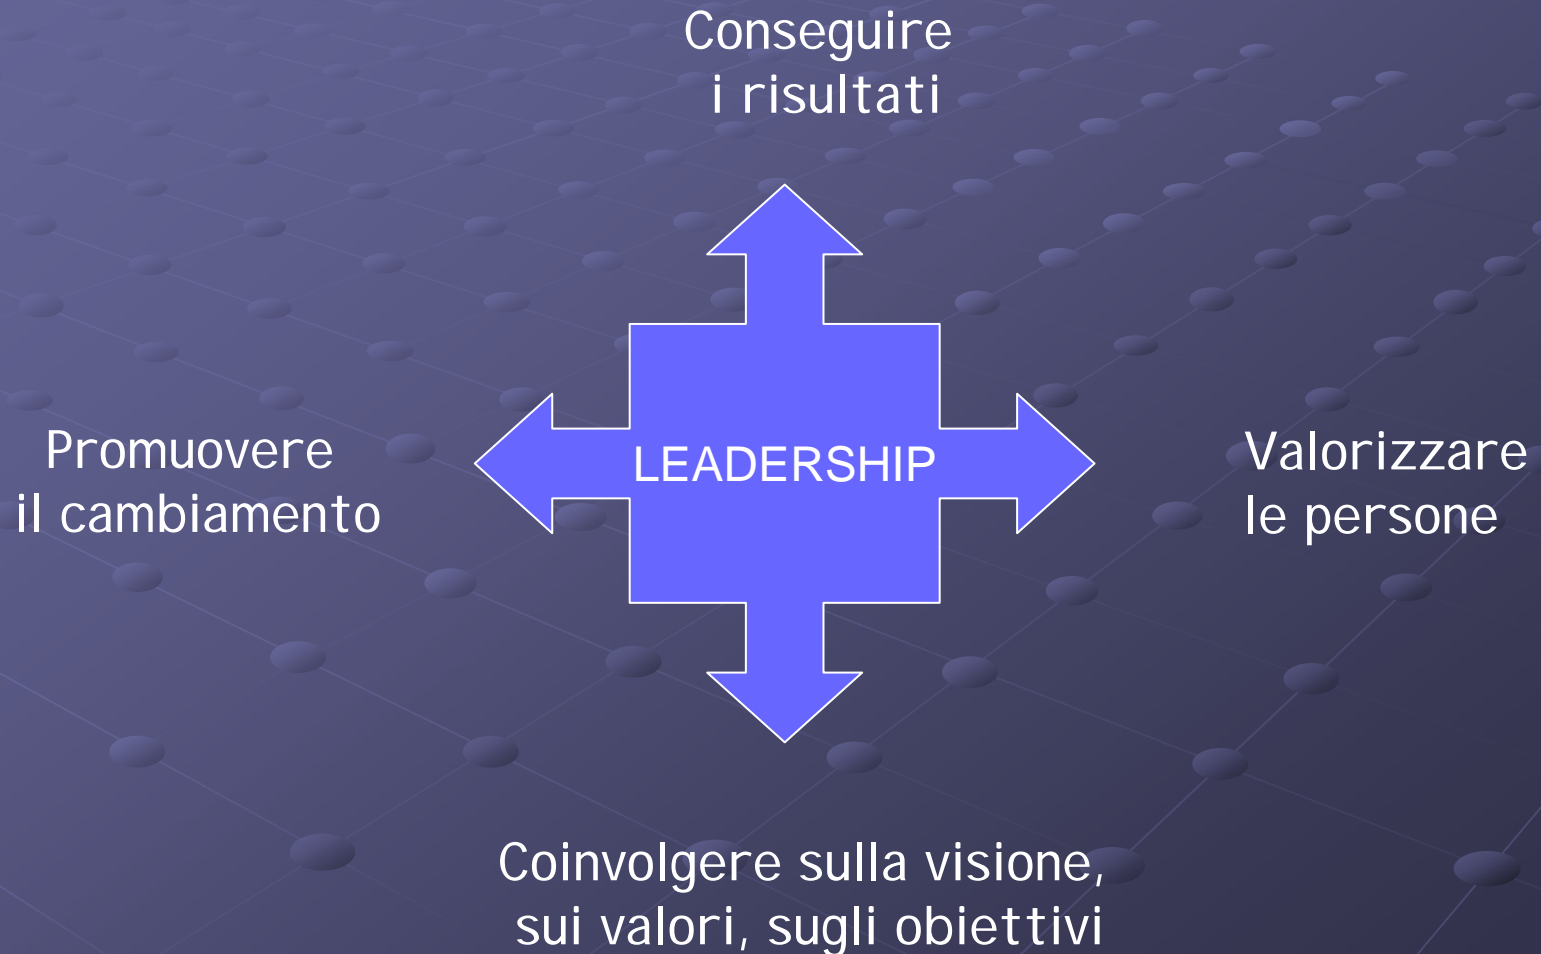 Conseguire
i risultati
Promuovere
il cambiamento
LEADERSHIP
Valorizzare
le persone
Coinvolgere sulla visione,
sui valori, sugli obiettivi